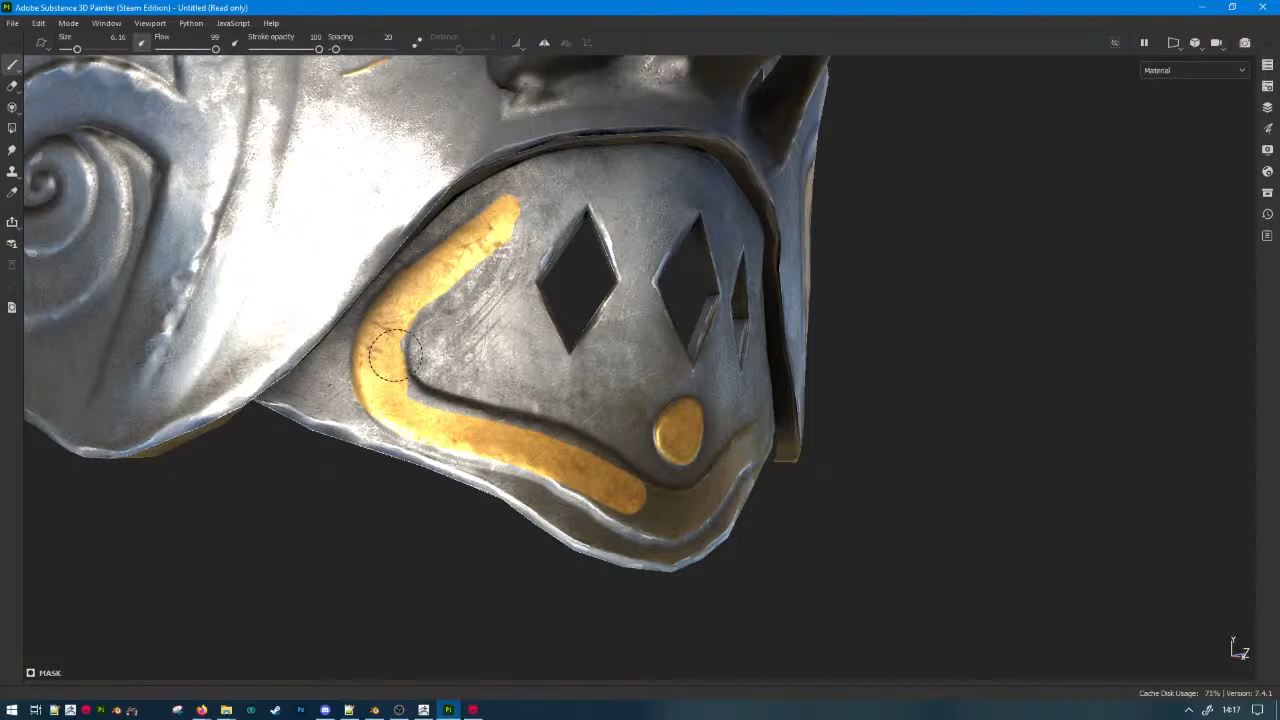 Adobe Substance 3D Painter (Steam Edition) - Untitled (Read only)
File Edit Mode Window Viewport Python JavaScript Help
Size 6.16 Flow 99 Stroke opacity 100 Spacing 20 Distance 8
Material
Y
Z
MASK
Cache Disk Usage: 71% | Version: 7.4.1
14:17